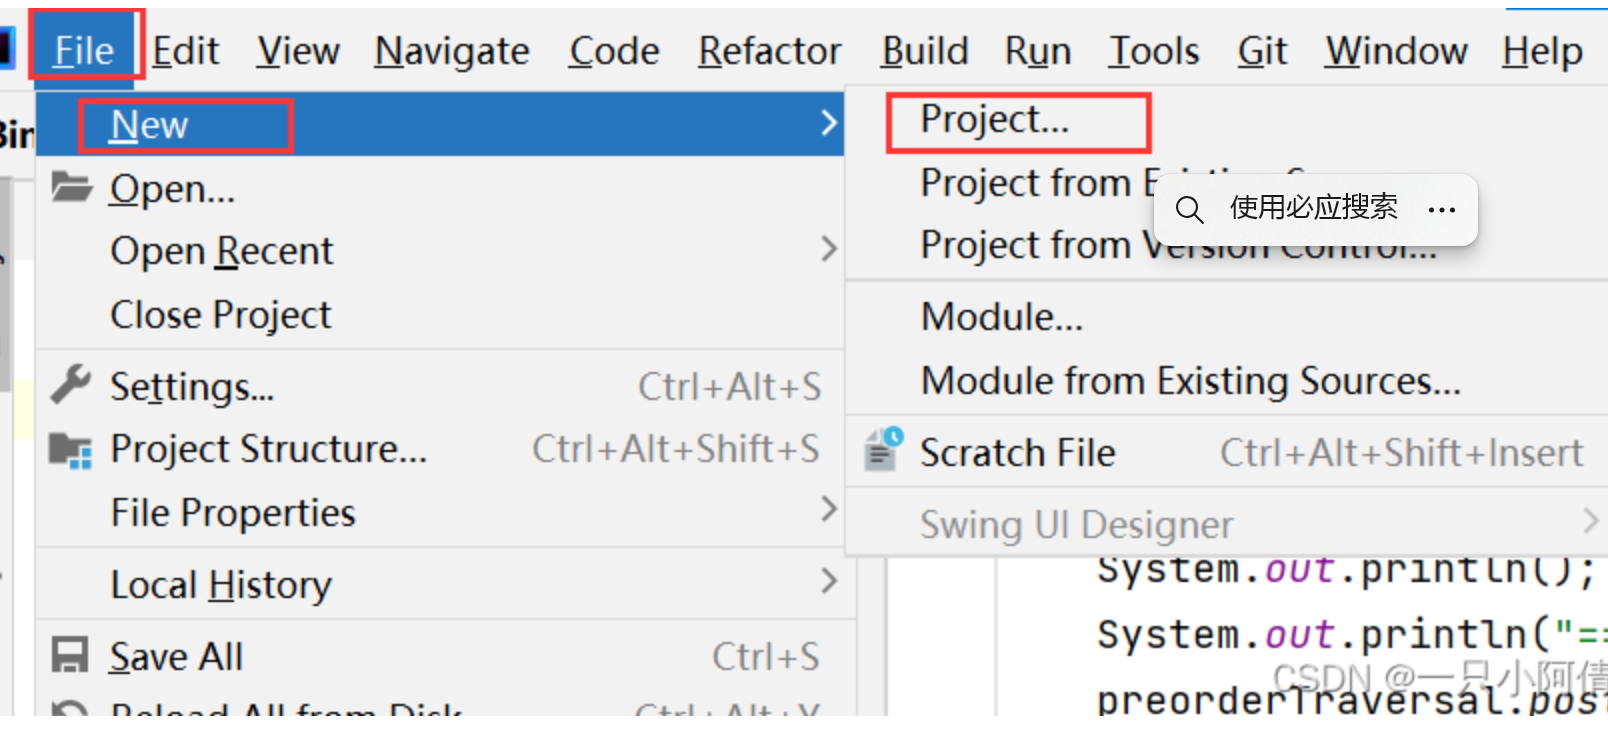 File Edit View Navigate Code Refactor Build Run Tools Git Window Help
New
Open...
Open Recent
Close Project
Settings... Ctrl+Alt+S
Project Structure... Ctrl+Alt+Shift+S
File Properties
Local History
Save All Ctrl+S
Reload All from Disk Ctrl+Alt+Y
Project...
Project from
使用必应搜索 ...
Project from Version Control...
Module...
Module from Existing Sources...
Scratch File Ctrl+Alt+Shift+Insert
Swing UI Designer
System.out.println();
System.out.println("==
CSDN @一只小阿倩
preorderTraversal.pos